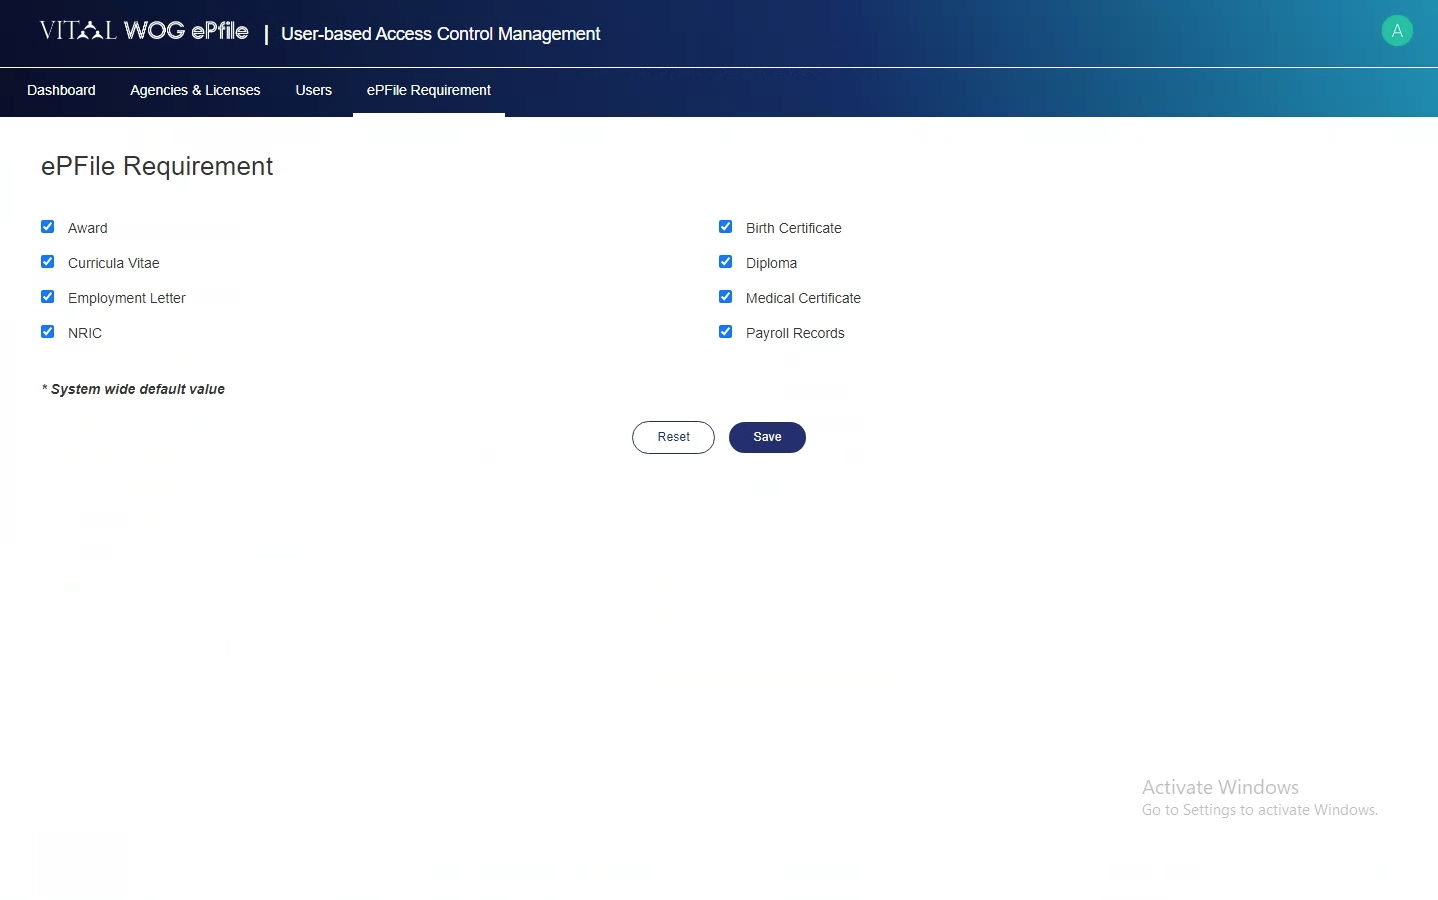 VITAL WOG ePfile | User-based Access Control Management
A
Dashboard Agencies & Licenses Users ePFile Requirement
ePFile Requirement
Award Birth Certificate
Curricula Vitae Diploma
Employment Letter Medical Certificate
NRIC Payroll Records
* System wide default value
Reset Save
Activate Windows
Go to Settings to activate Windows.